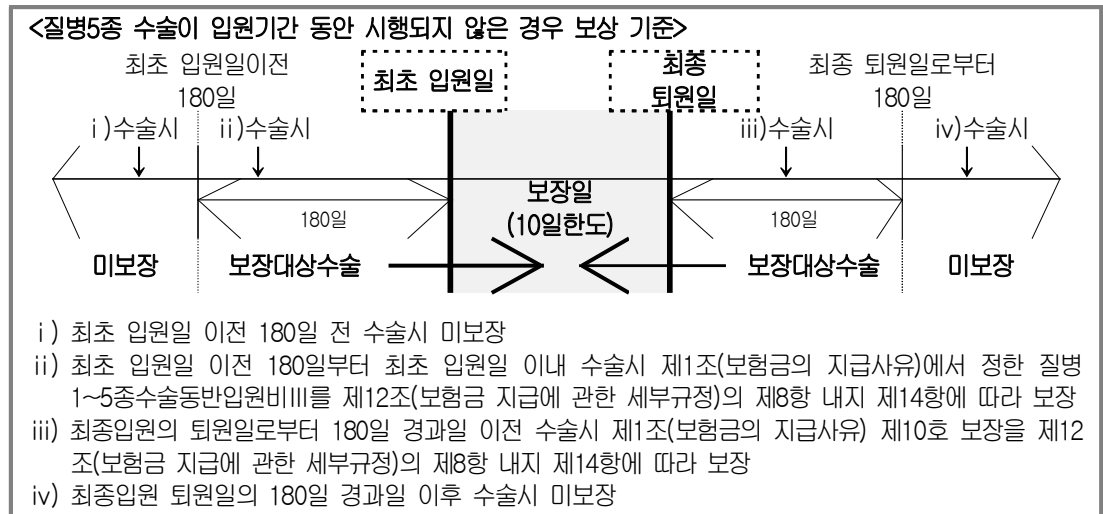 <질병5종 수술이 입원기간 동안 시행되지 않은 경우 보상 기준>
최초 입원일이전
180일
최초 입원일
최종
퇴원일
최종 퇴원일로부터
180일
ⅰ)수술시
ⅱ)수술시
ⅲ)수술시
ⅳ)수술시
180일
보장일
(10일한도)
180일
미보장
보장대상수술
보장대상수술
미보장
ⅰ) 최초 입원일 이전 180일 전 수술시 미보장
ⅱ) 최초 입원일 이전 180일부터 최초 입원일 이내 수술시 제1조(보험금의 지급사유)에서 정한 질병
1~5종수술동반입원비Ⅲ를 제12조(보험금 지급에 관한 세부규정)의 제8항 내지 제14항에 따라 보장
ⅲ) 최종입원의 퇴원일로부터 180일 경과일 이전 수술시 제1조(보험금의 지급사유) 제10호 보장을 제12
조(보험금 지급에 관한 세부규정)의 제8항 내지 제14항에 따라 보장
ⅳ) 최종입원 퇴원일의 180일 경과일 이후 수술시 미보장